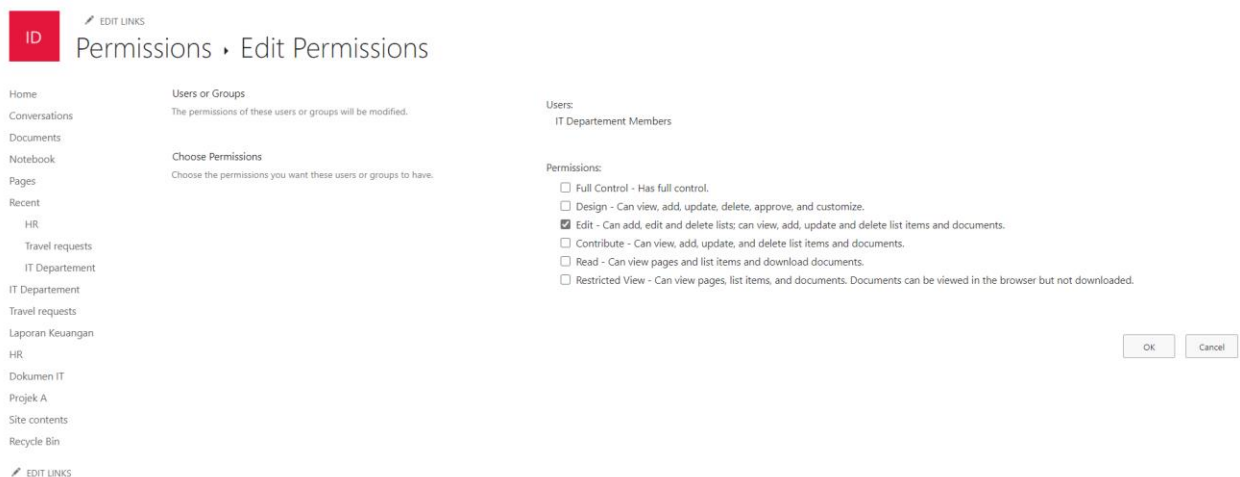 EDIT LINKS
ID
Permissions › Edit Permissions
Home
Conversations
Documents
Notebook
Pages
Recent
HR
Travel requests
IT Departement
IT Departement
Travel requests
Laporan Keuangan
HR
Dokumen IT
Projek A
Site contents
Recycle Bin
EDIT LINKS
Users or Groups
The permissions of these users or groups will be modified.
Users:
IT Departement Members
Choose Permissions
Choose the permissions you want these users or groups to have.
Permissions:
Full Control - Has full control.
Design - Can view, add, update, delete, approve, and customize.
Edit - Can add, edit and delete lists; can view, add, update and delete list items and documents.
Contribute - Can view, add, update, and delete list items and documents.
Read - Can view pages and list items and download documents.
Restricted View - Can view pages, list items, and documents. Documents can be viewed in the browser but not downloaded.
OK
Cancel